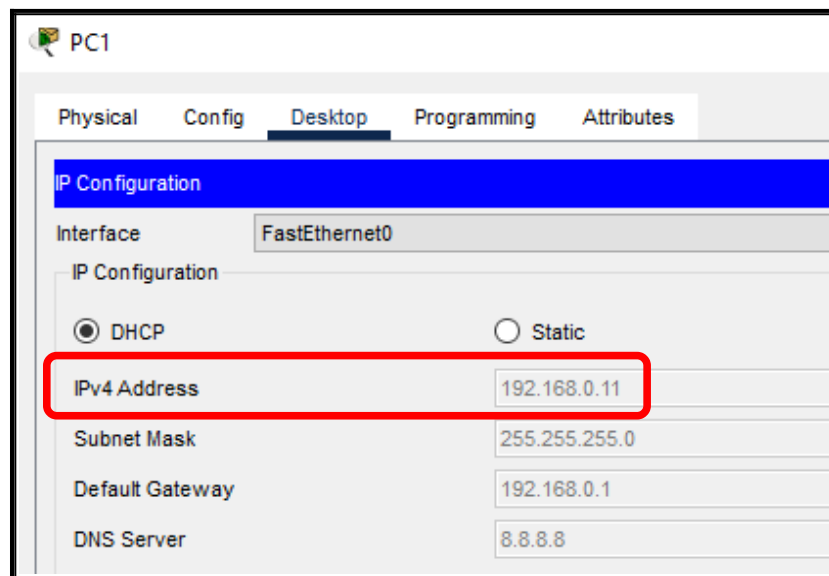 PC1
Physical Config Desktop Programming Attributes
IP Configuration
Interface FastEthernet0
IP Configuration
DHCP Static
IPv4 Address 192.168.0.11
Subnet Mask 255.255.255.0
Default Gateway 192.168.0.1
DNS Server 8.8.8.8